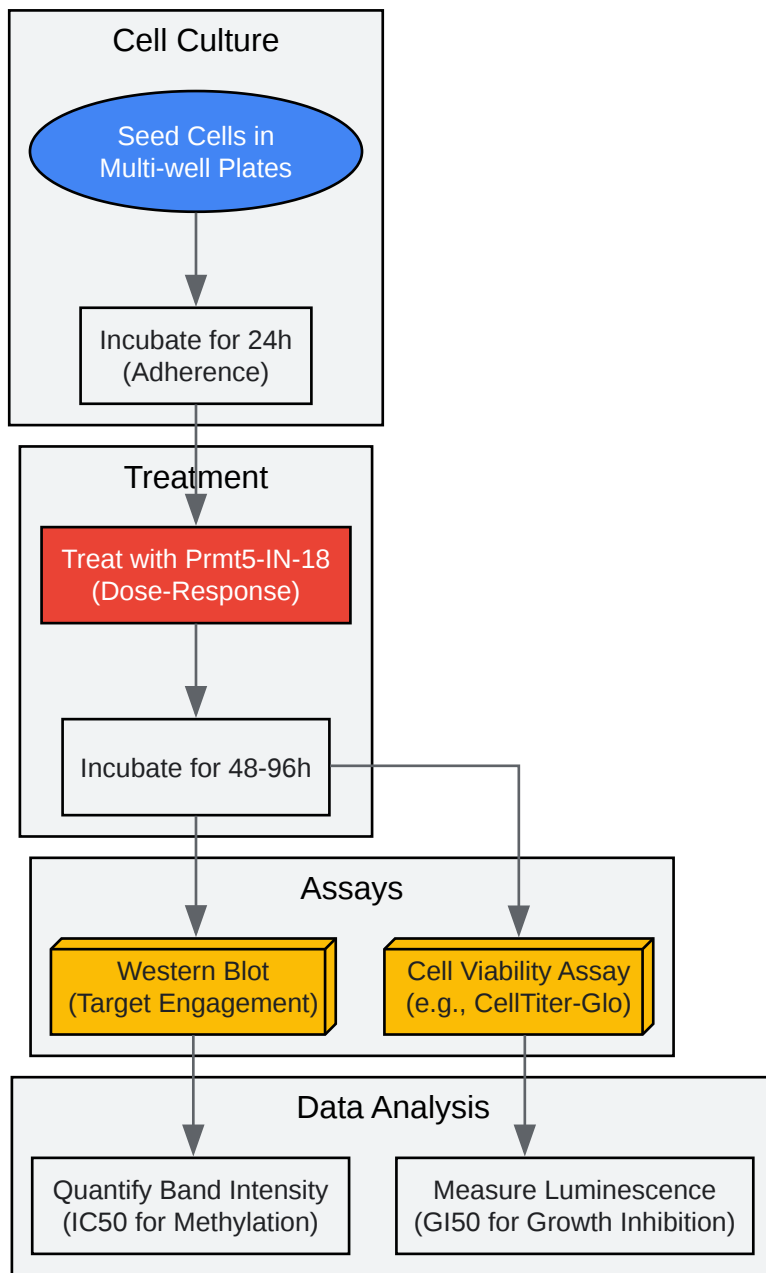 Cell Culture
Seed Cells in
Multi-well Plates
Incubate for 24h
(Adherence)
Treatment
Treat with Prmt5-IN-18
(Dose-Response)
Incubate for 48-96h
Assays
Western Blot
(Target Engagement)
Cell Viability Assay
(e.g., CellTiter-Glo)
Data Analysis
Quantify Band Intensity
(IC50 for Methylation)
Measure Luminescence
(GI50 for Growth Inhibition)